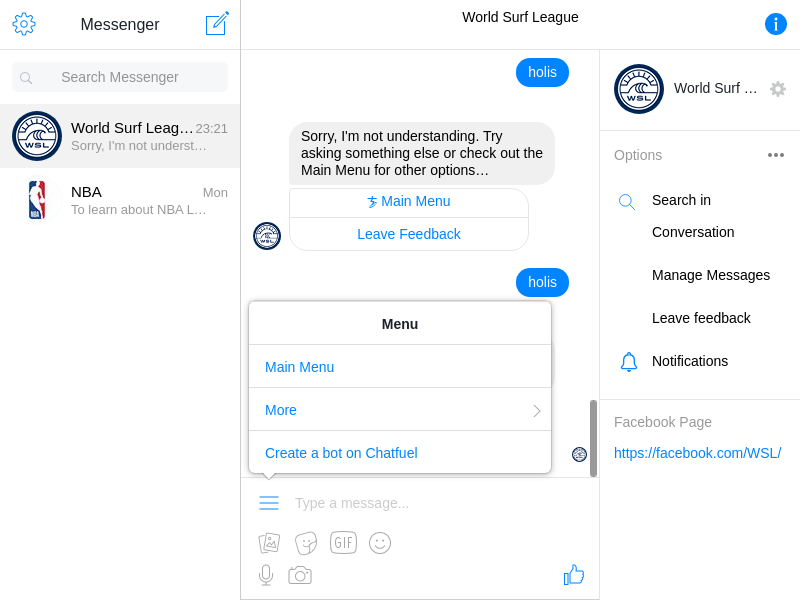 Messenger
World Surf League
Search Messenger
World Surf Leag…
23:21
Sorry, I'm not underst…
NBA
Mon
To learn about NBA L…
holis
Sorry, I'm not understanding. Try
asking something else or check out the
Main Menu for other options…
Main Menu
Leave Feedback
holis
Menu
Main Menu
More
Create a bot on Chatfuel
Type a message...
GIF
WSL
World Surf …
Options
Search in
Conversation
Manage Messages
Leave feedback
Notifications
Facebook Page
https://facebook.com/WSL/